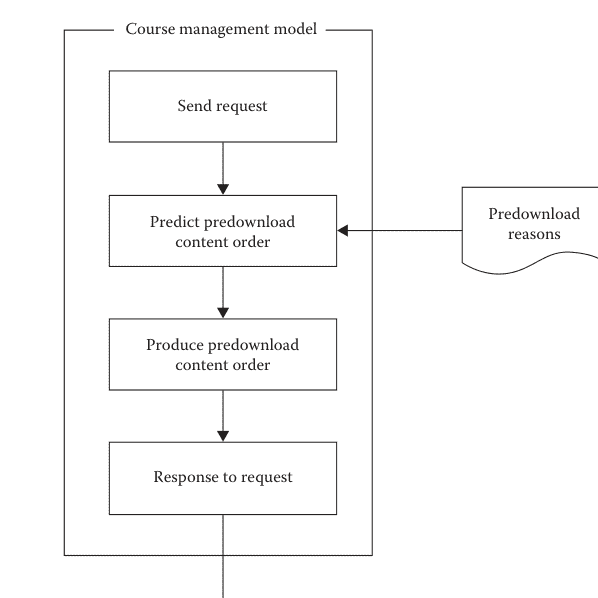 Course management model
Send request
Predict predownload
content order
Predownload
reasons
Produce predownload
content order
Response to request